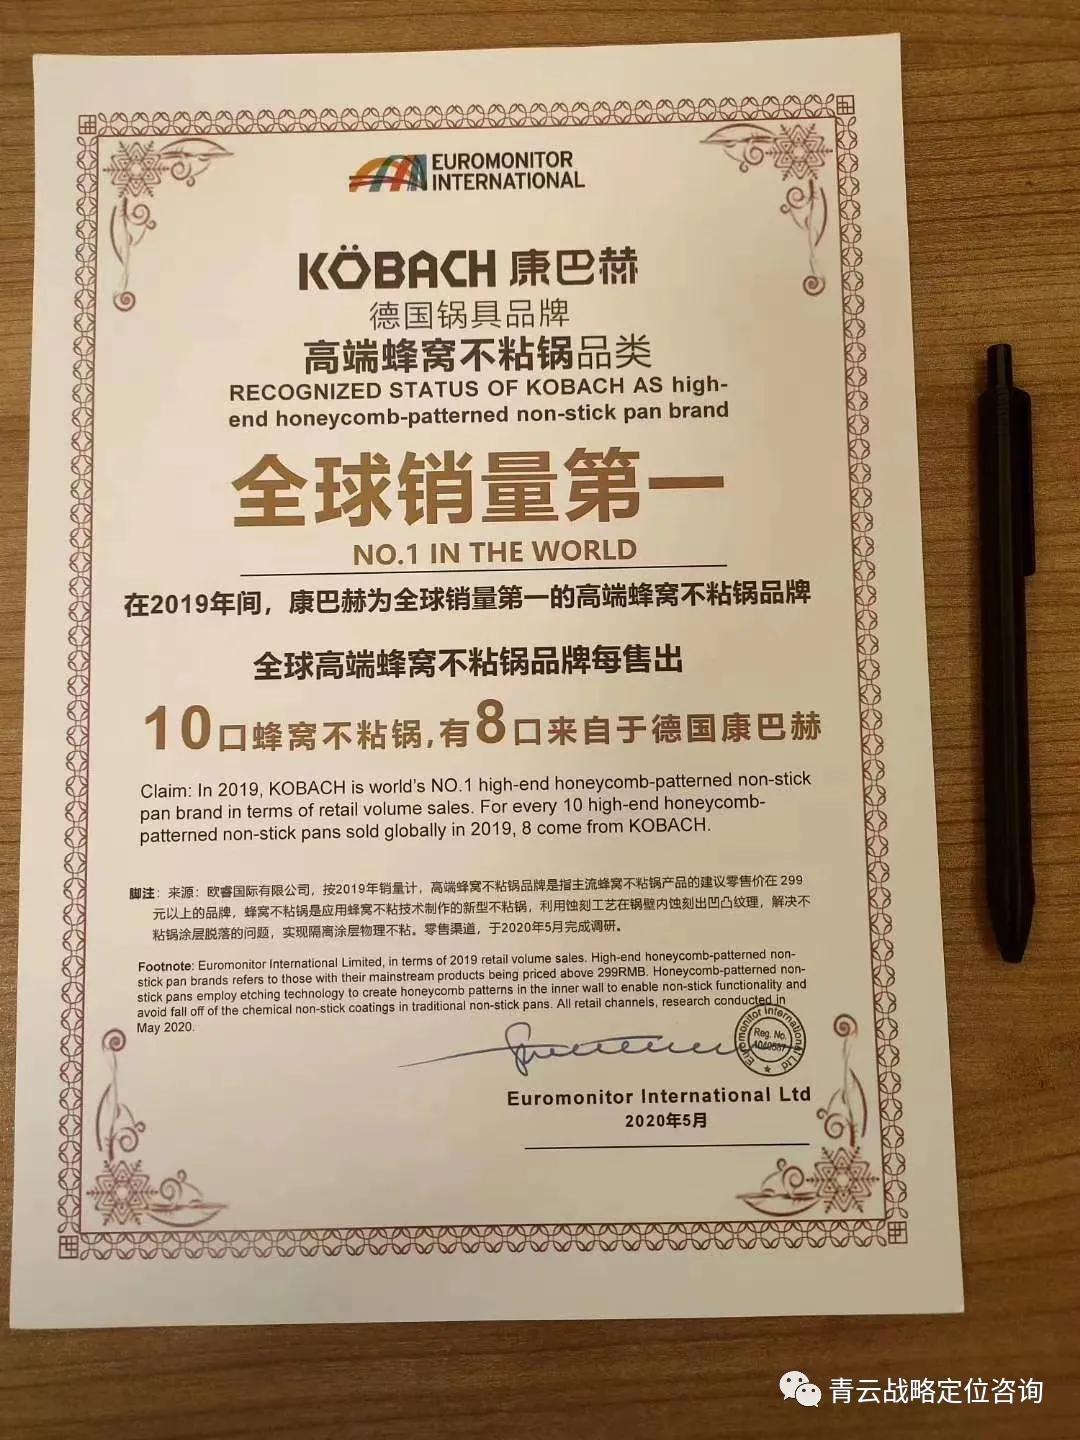 EUROMONITOR
INTERNATIONAL
KÖBACH 康巴赫
德国锅具品牌
高端蜂窝不粘锅品类
RECOGNIZED STATUS OF KOBACH AS high-
end honeycomb-patterned non-stick pan brand
全球销量第一
NO.1 IN THE WORLD
在2019年间，康巴赫为全球销量第一的高端蜂窝不粘锅品牌
全球高端蜂窝不粘锅品牌每售出
10口蜂窝不粘锅,有8口来自于德国康巴赫
Claim: In 2019, KOBACH is world's NO.1 high-end honeycomb-patterned non-stick
pan brand in terms of retail volume sales. For every 10 high-end honeycomb-
patterned non-stick pans sold globally in 2019, 8 come from KOBACH.
脚注：来源：欧睿国际有限公司，按2019年销量计，高端蜂窝不粘锅品牌是指主流蜂窝不粘锅产品的建议零售价在 299
元以上的品牌，蜂窝不粘锅是应用蜂窝不粘技术制作的新型不粘锅，利用蚀刻工艺在锅壁内蚀刻出凹凸纹理，解决不
粘锅涂层脱落的问题，实现隔离涂层物理不粘。零售渠道，于2020年5月完成调研。
Footnote: Euromonitor International Limited, in terms of 2019 retail volume sales. High-end honeycomb-patterned non-
stick pan brands refers to those with their mainstream products being priced above 299RMB. Honeycomb-patterned non-
stick pans employ etching technology to create honeycomb patterns in the inner wall to enable non-stick functionality and
avoid fall off of the chemical non-stick coatings in traditional non-stick pans. All retail channels, research conducted in
May 2020.
Euromonitor International Ltd
Reg. No.
Euromonitor International Ltd
2020年5月
青云战略定位咨询